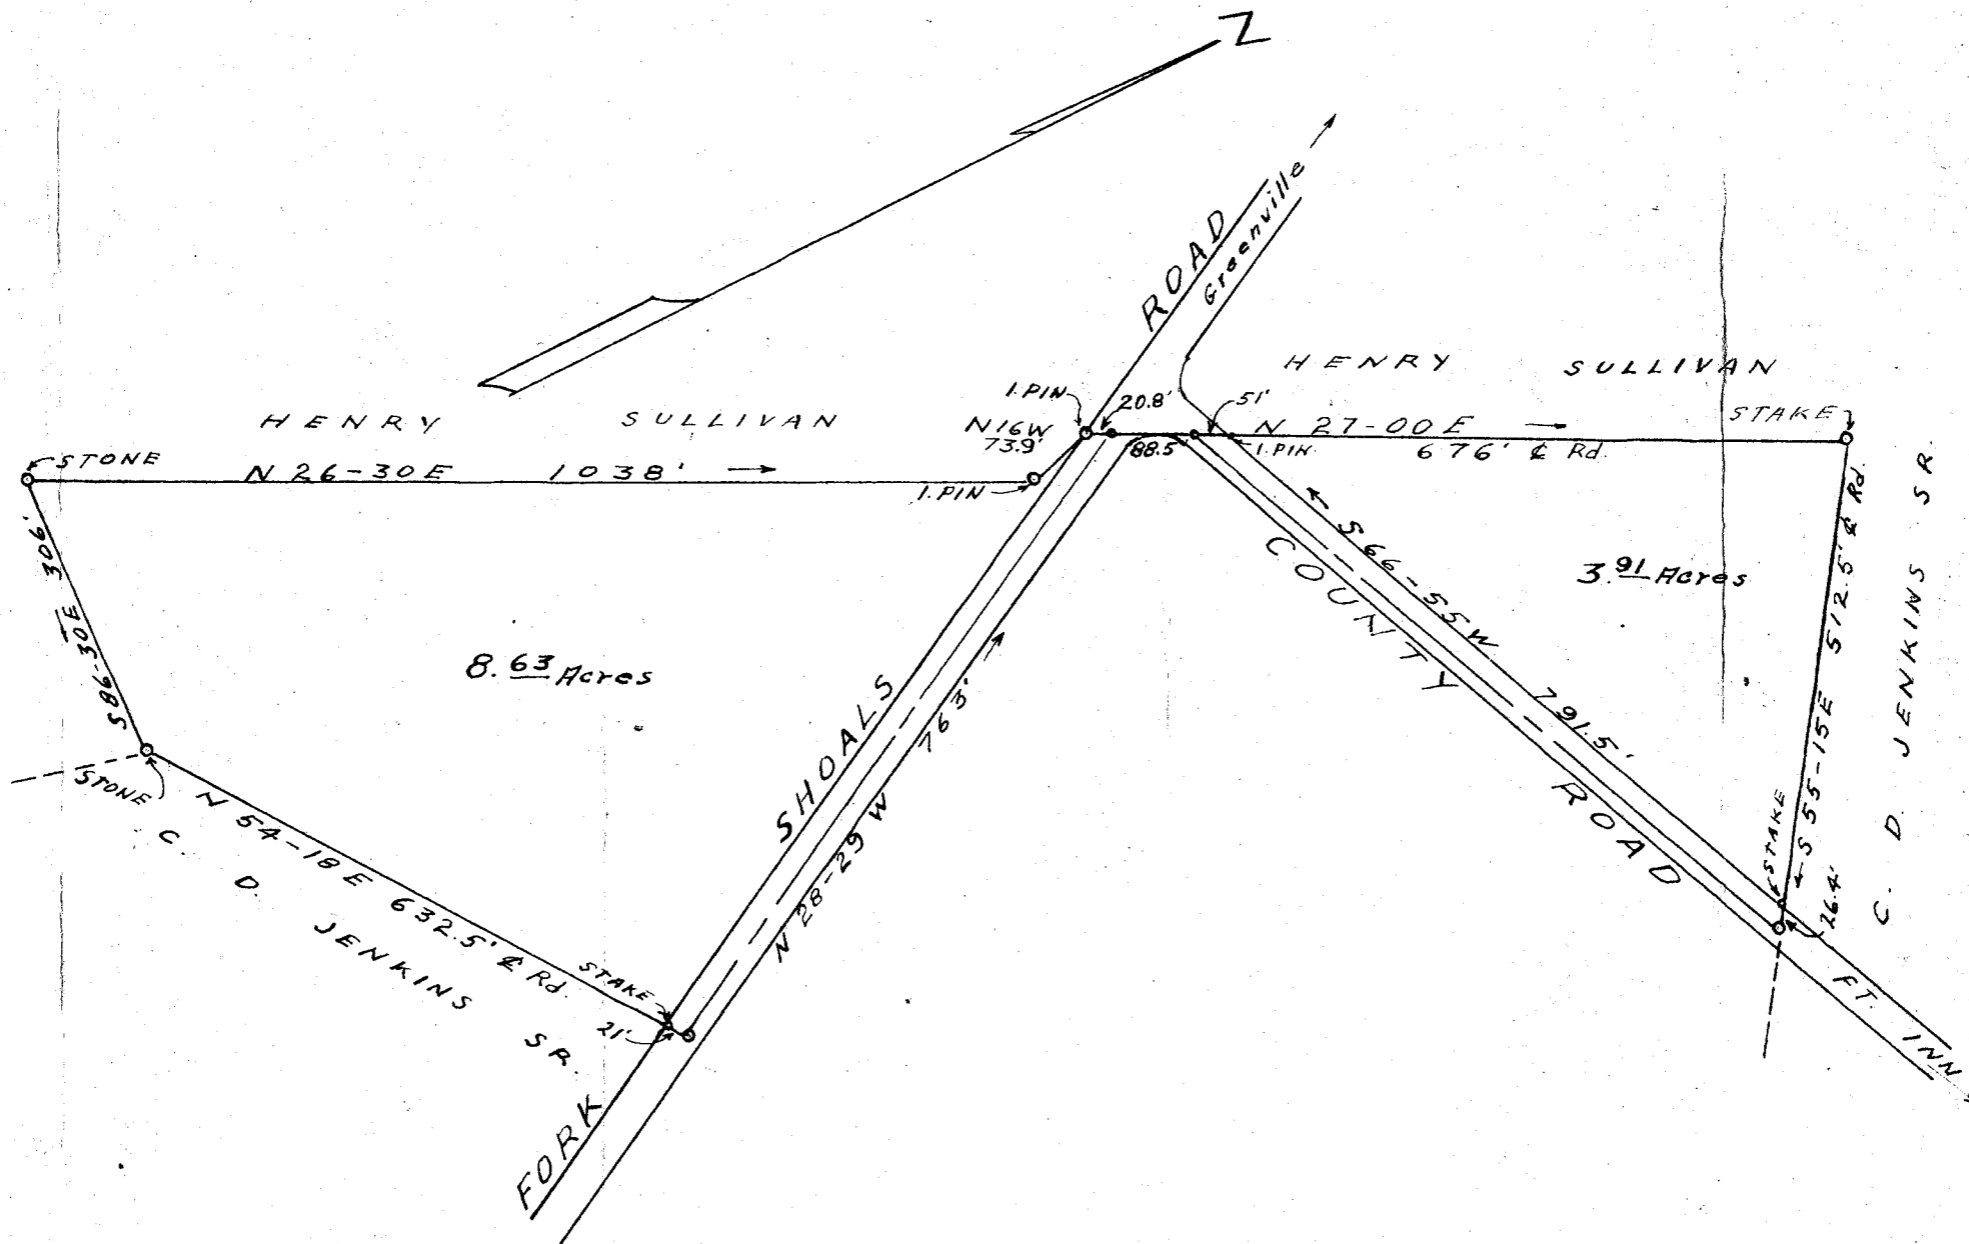 Z
ROAD
Greenville
HENRY SULLIVAN
I.PIN
20.8'
51'
STAKE
HENRY SULLIVAN
N16W
73.9'
N 27-00 E
STONE
88.5
I.PIN
676' ℄ Rd.
N 26-30E 1038'
I.PIN
S86-30E 306'
S 66-55W 791.5'
COUNTY ROAD
3.91 Acres
S 55-15E 512.5' ℄ Rd.
C. D. JENKINS SR.
8.63 Acres
SHOALS
763'
N 28-29 W
STONE
N 54-18E 632.5' ℄ Rd.
C. D. JENKINS SR.
STAKE
21'
STAKE
26.4'
FT. INN
FORK